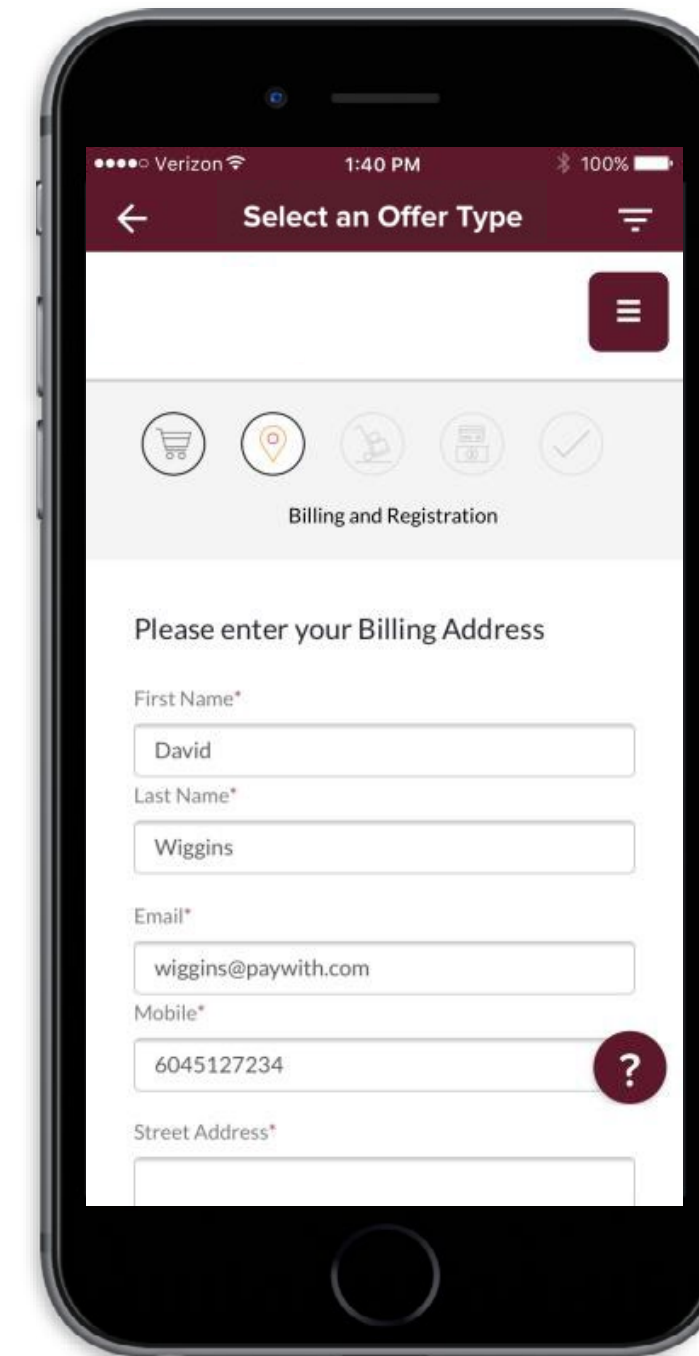 Verizon 1:40 PM 100%
Select an Offer Type
Billing and Registration
Please enter your Billing Address
First Name*
David
Last Name*
Wiggins
Email*
wiggins@paywith.com
Mobile*
6045127234
?
Street Address*